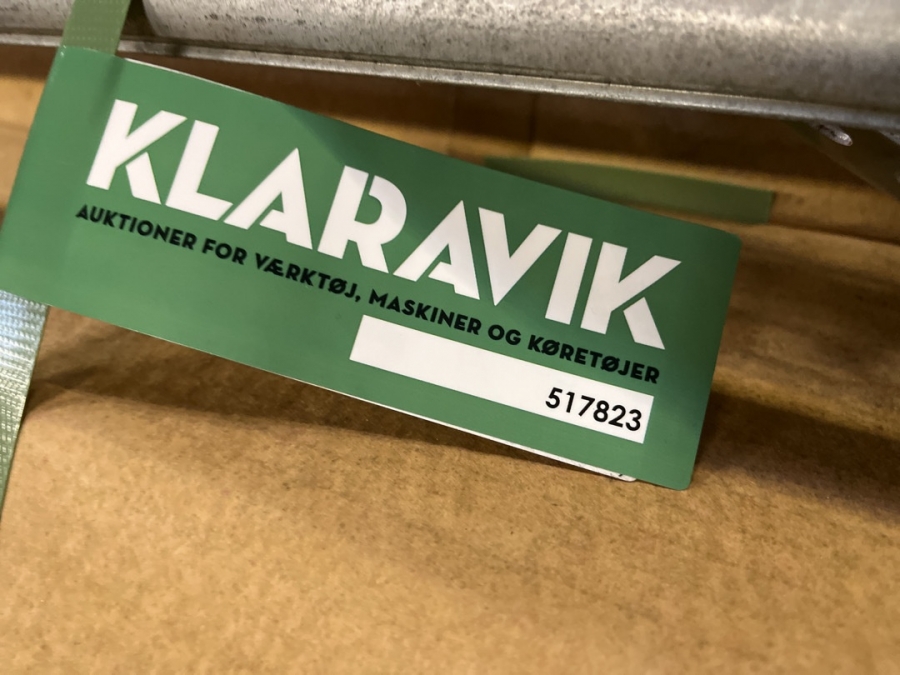 KLARAVIK
AUKTIONER FOR VÆRKTØJ, MASKINER OG KØRETØJER
517823